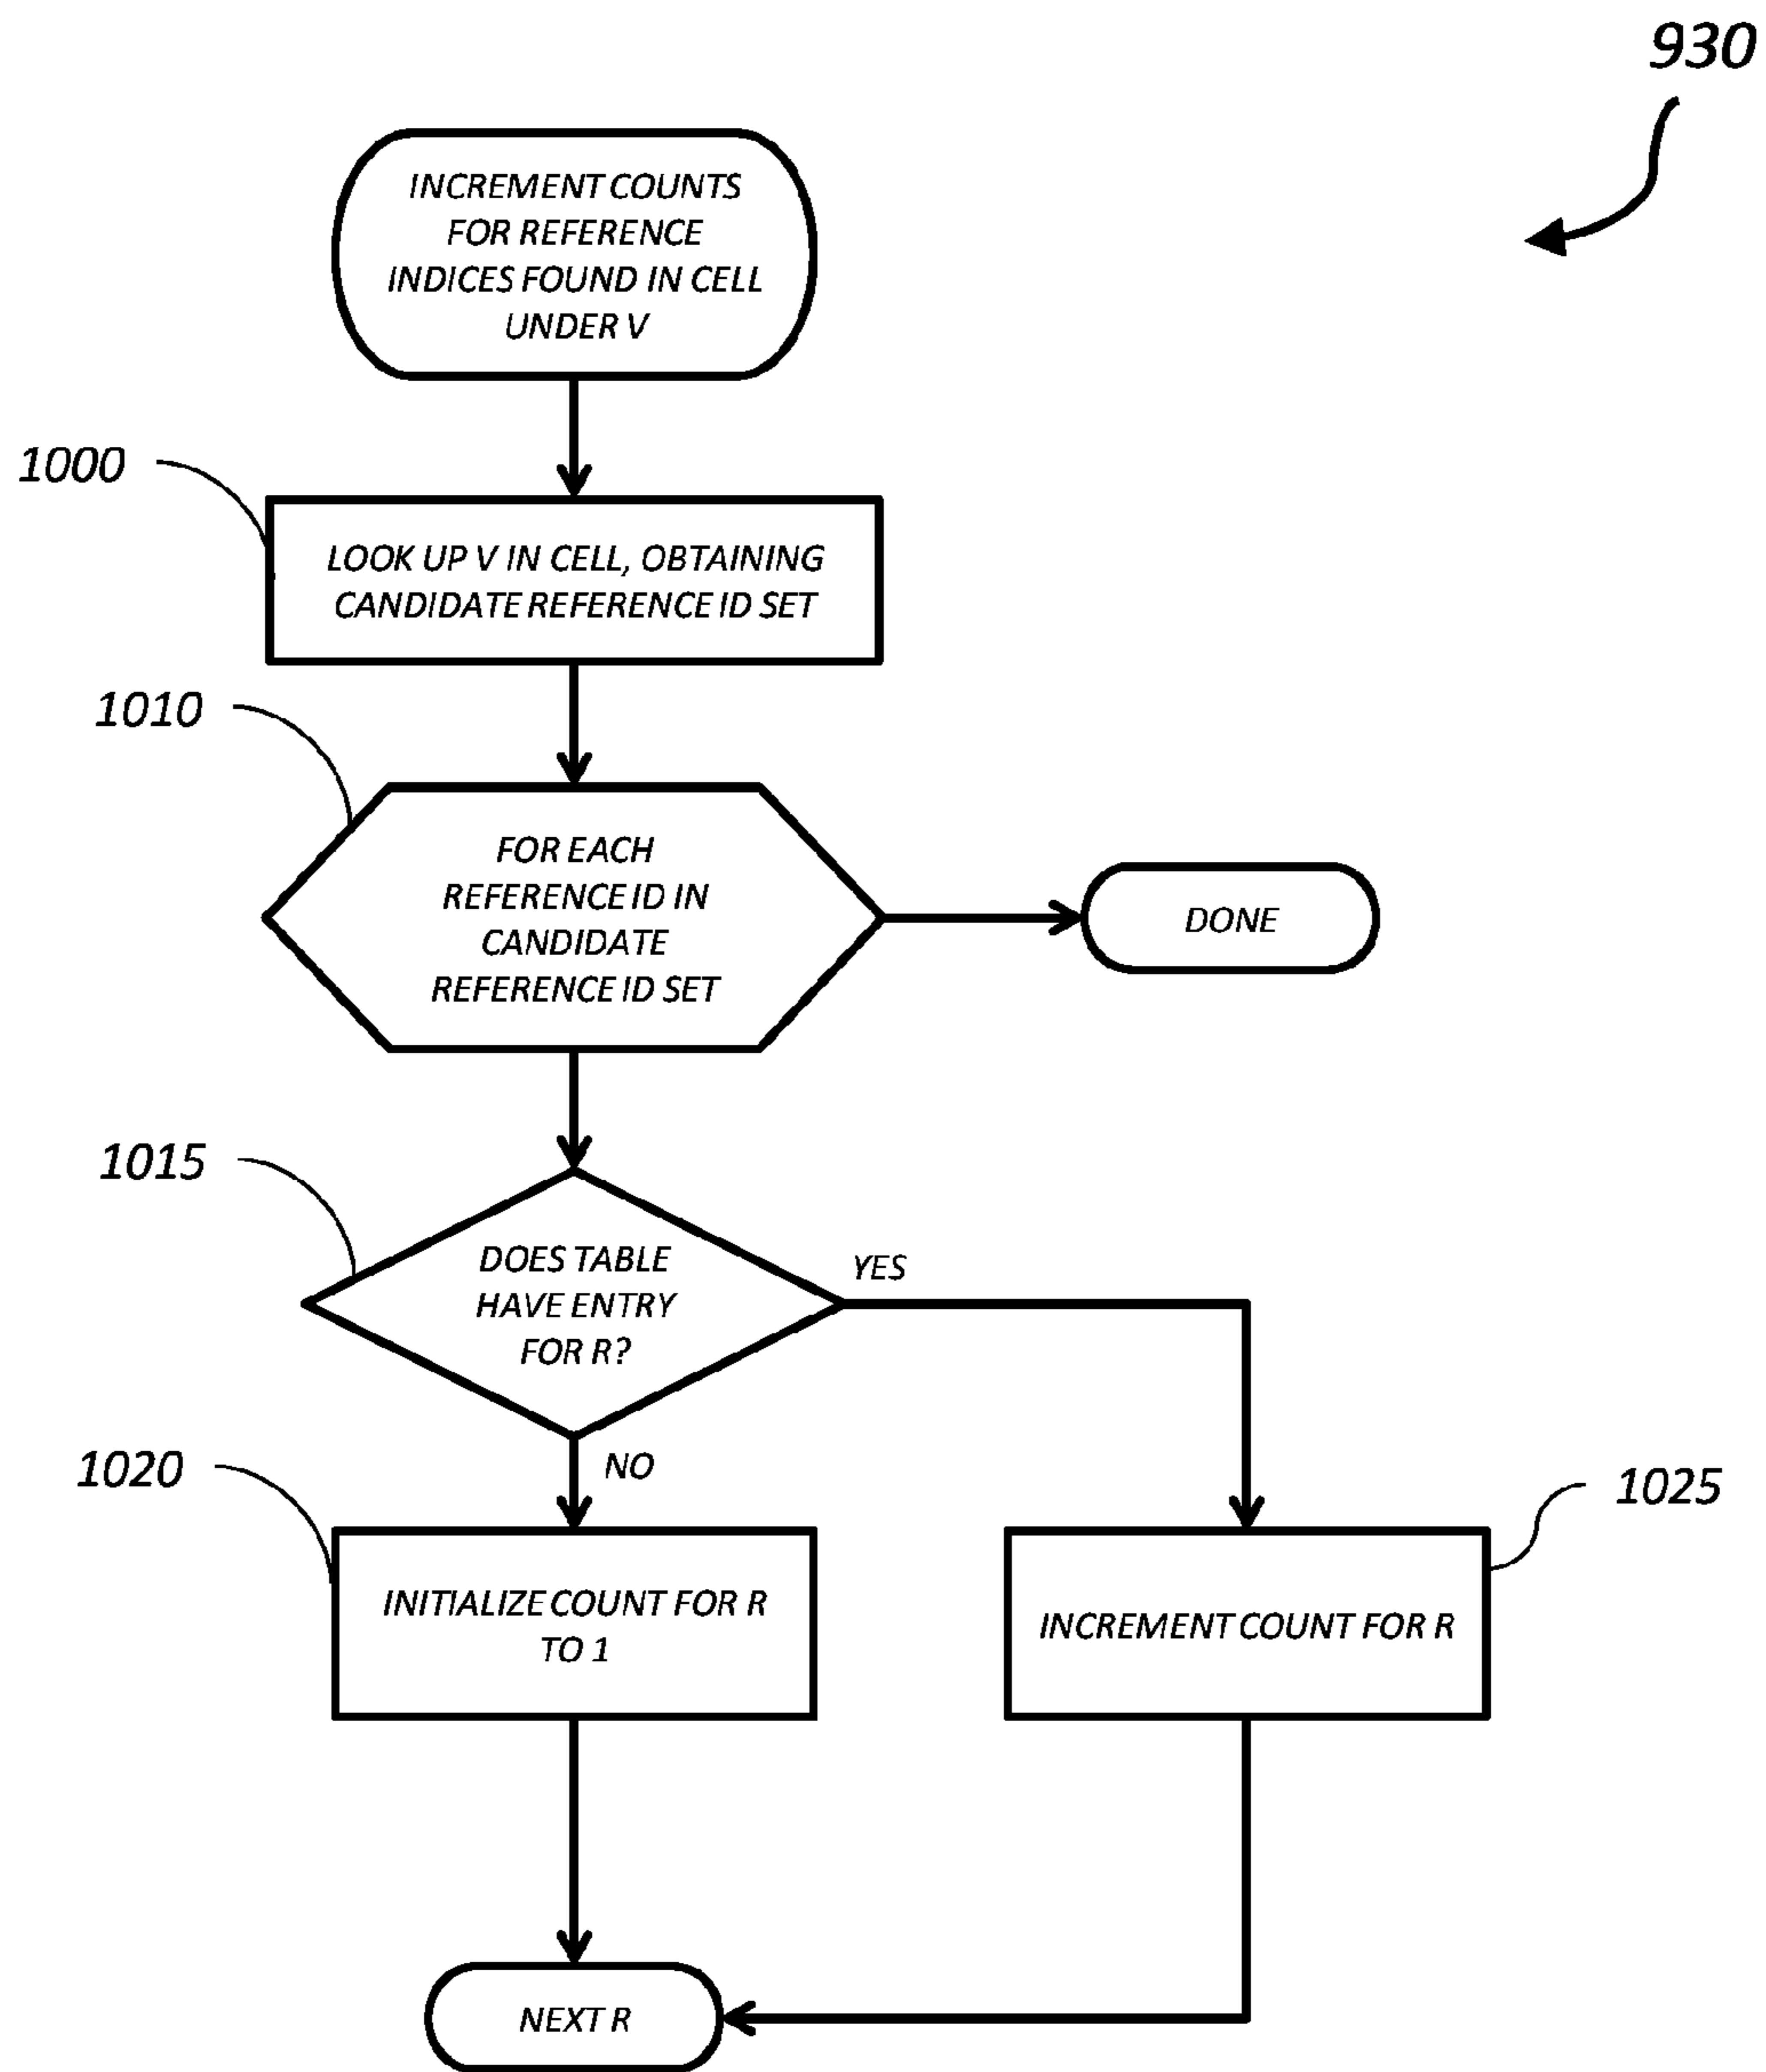 930
INCREMENT COUNTS
FOR REFERENCE
INDICES FOUND IN CELL
UNDER V
1000
LOOK UP V IN CELL, OBTAINING
CANDIDATE REFERENCE ID SET
1010
FOR EACH
REFERENCE ID IN
CANDIDATE
REFERENCE ID SET
DONE
1015
DOES TABLE
HAVE ENTRY
FOR R?
YES
NO
1020
INITIALIZE COUNT FOR R
TO 1
1025
INCREMENT COUNT FOR R
NEXT R